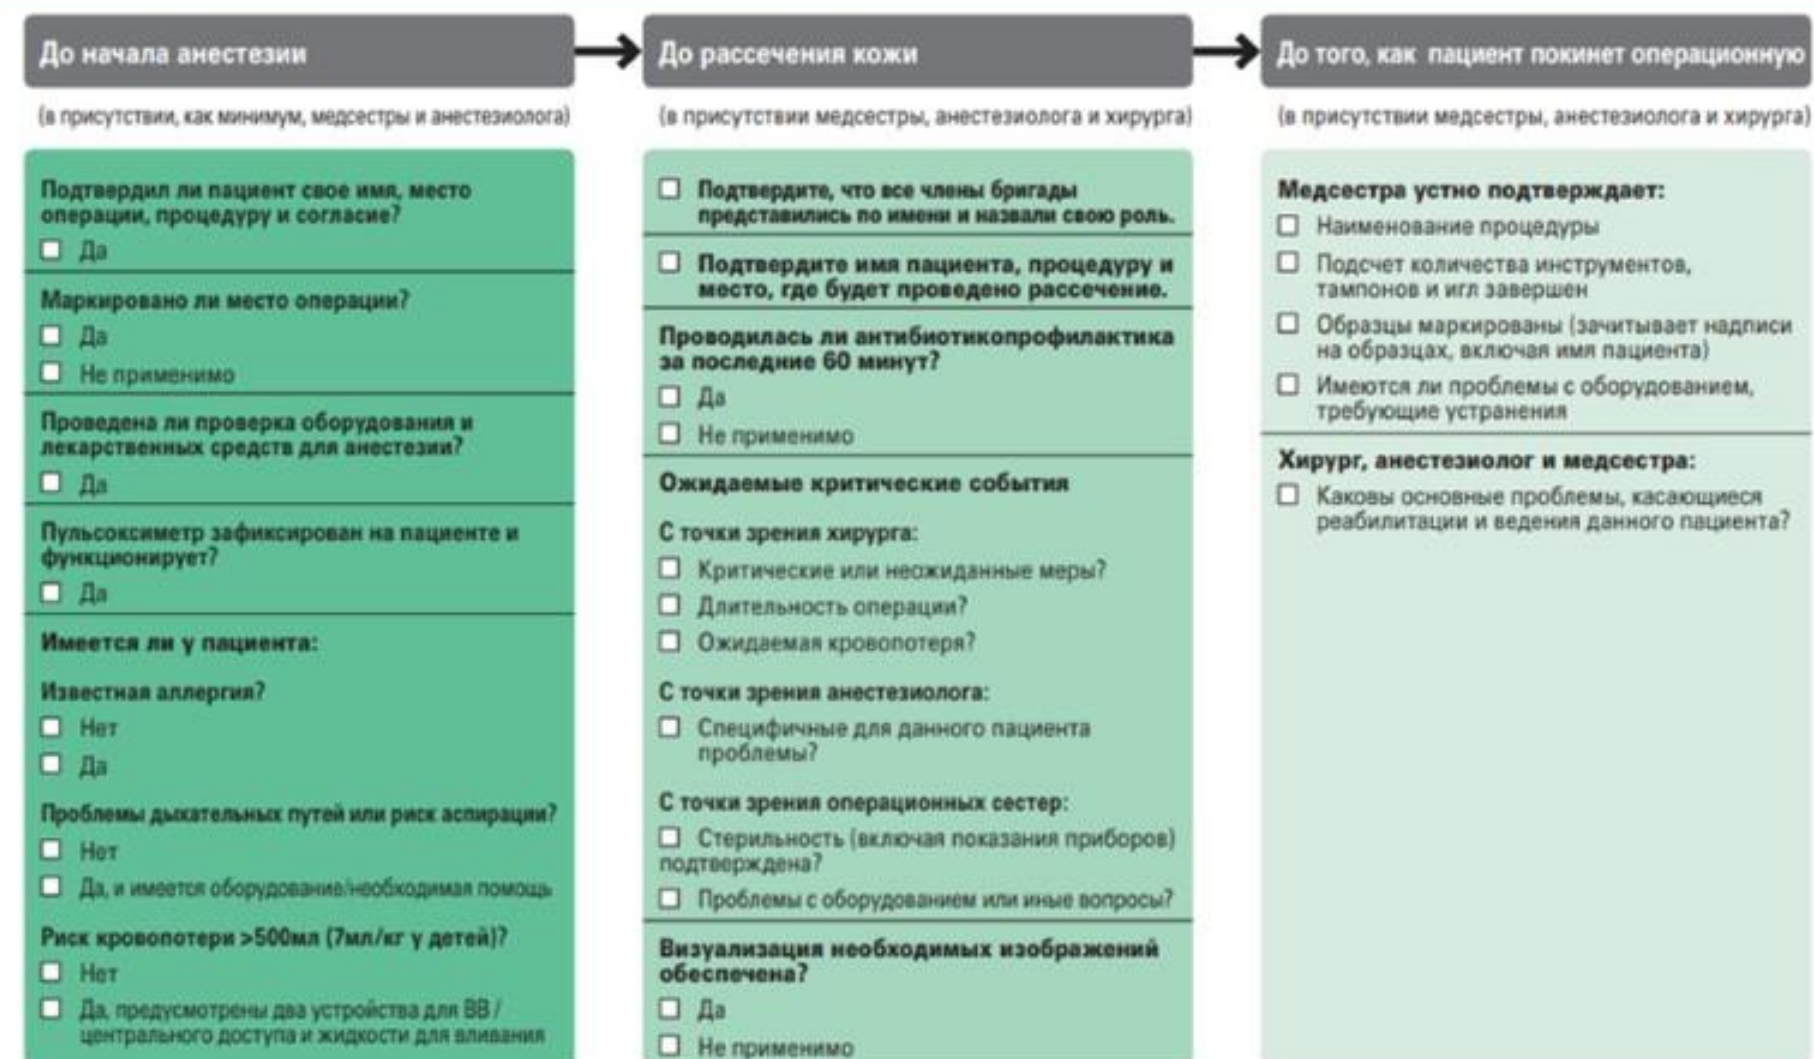 До начала анестезии
(в присутствии, как минимум, медсестры и анестезиолога)
Подтвердил ли пациент свое имя, место
операции, процедуру и согласие?
Да
Маркировано ли место операции?
Да
Не применимо
Проведена ли проверка оборудования и
лекарственных средств для анестезии?
Да
Пульсоксиметр зафиксирован на пациенте и
функционирует?
Да
Имеется ли у пациента:
Известная аллергия?
Нет
Да
Проблемы дыхательных путей или риск аспирации?
Нет
Да, и имеется оборудование/необходимая помощь
Риск кровопотери >500мл (7мл/кг у детей)?
Нет
Да, предусмотрены два устройства для ВВ /
центрального доступа и жидкости для вливания
До рассечения кожи
(в присутствии медсестры, анестезиолога и хирурга)
Подтвердите, что все члены бригады
представились по имени и назвали свою роль.
Подтвердите имя пациента, процедуру и
место, где будет проведено рассечение.
Проводилась ли антибиотикопрофилактика
за последние 60 минут?
Да
Не применимо
Ожидаемые критические события
С точки зрения хирурга:
Критические или неожиданные меры?
Длительность операции?
Ожидаемая кровопотеря?
С точки зрения анестезиолога:
Специфичные для данного пациента
проблемы?
С точки зрения операционных сестер:
Стерильность (включая показания приборов)
подтверждена?
Проблемы с оборудованием или иные вопросы?
Визуализация необходимых изображений
обеспечена?
Да
Не применимо
До того, как пациент покинет операционную
(в присутствии медсестры, анестезиолога и хирурга)
Медсестра устно подтверждает:
Наименование процедуры
Подсчет количества инструментов,
тампонов и игл завершен
Образцы маркированы (зачитывает надписи
на образцах, включая имя пациента)
Имеются ли проблемы с оборудованием,
требующие устранения
Хирург, анестезиолог и медсестра:
Каковы основные проблемы, касающиеся
реабилитации и ведения данного пациента?